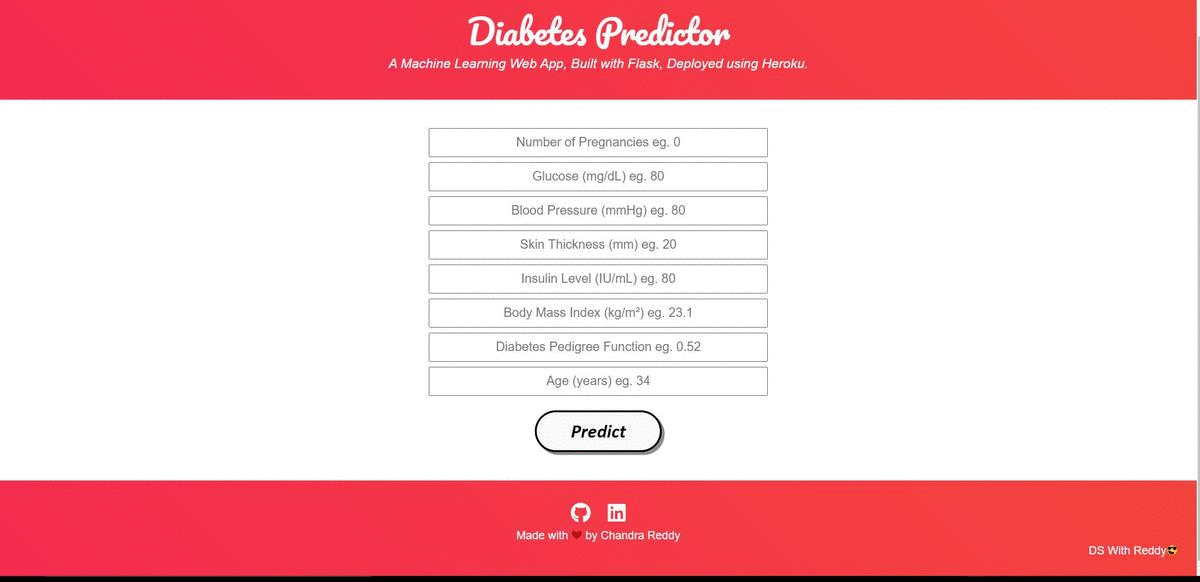 Diabetes Predictor
A Machine Learning Web App, Built with Flask, Deployed using Heroku.
Number of Pregnancies eg. 0
Glucose (mg/dL) eg. 80
Blood Pressure (mmHg) eg. 80
Skin Thickness (mm) eg. 20
Insulin Level (IU/mL) eg. 80
Body Mass Index (kg/m²) eg. 23.1
Diabetes Pedigree Function eg. 0.52
Age (years) eg. 34
Predict
in
Made with ❤ by Chandra Reddy
DS With Reddy😎